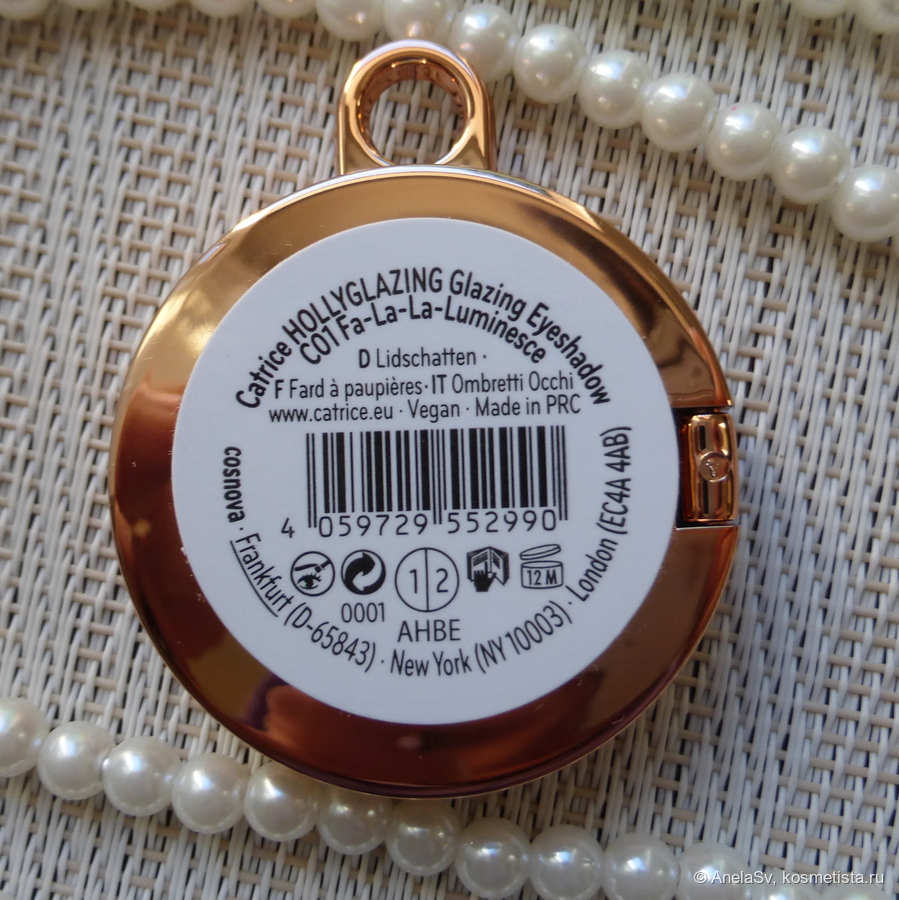 Catrice HOLLYGLAZING Glazing Eyeshadow
C01 Fa-La-La-Luminesce
D Lidschatten ·
F Fard à paupières · IT Ombretti Occhi
www.catrice.eu · Vegan · Made in PRC
4 059729 552990
1 2
12 M
0001
AHBE
cosnova · Frankfurt (D-65843) · New York (NY 10003) · London (EC4A 4AB)
© AnelaSv, kosmetista.ru